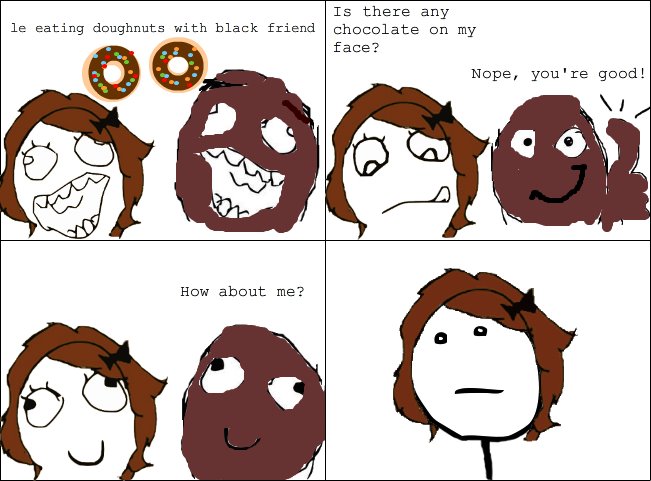 le eating doughnuts with black friend
Is there any
chocolate on my
face?
Nope, you're good!
How about me?